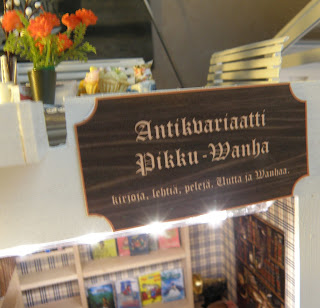 Antikvariaatti
Pikku-Wanha
kirjoja, lehtiä, pelejä, Uutta ja Wanhaa.